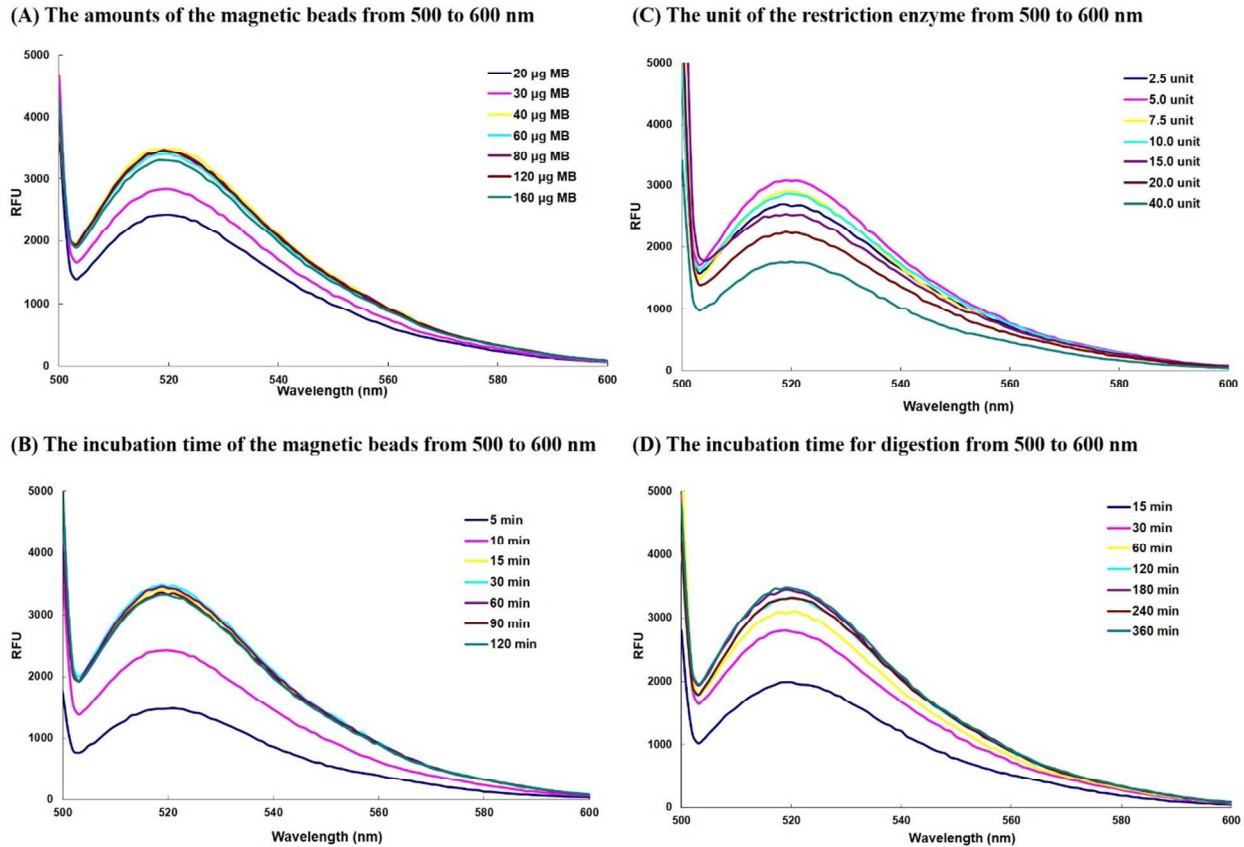 (A) The amounts of the magnetic beads from 500 to 600 nm
5000
4000
3000
2000
1000
0
RFU
20 µg MB
30 µg MB
40 µg MB
60 µg MB
80 µg MB
120 µg MB
160 µg MB
500
520
540
560
580
600
Wavelength (nm)
(C) The unit of the restriction enzyme from 500 to 600 nm
5000
4000
3000
2000
1000
0
RFU
2.5 unit
5.0 unit
7.5 unit
10.0 unit
15.0 unit
20.0 unit
40.0 unit
500
520
540
560
580
600
Wavelength (nm)
(B) The incubation time of the magnetic beads from 500 to 600 nm
5000
4000
3000
2000
1000
0
RFU
5 min
10 min
15 min
30 min
60 min
90 min
120 min
500
520
540
560
580
600
Wavelength (nm)
(D) The incubation time for digestion from 500 to 600 nm
5000
4000
3000
2000
1000
0
RFU
15 min
30 min
60 min
120 min
180 min
240 min
360 min
500
520
540
560
580
600
Wavelength (nm)